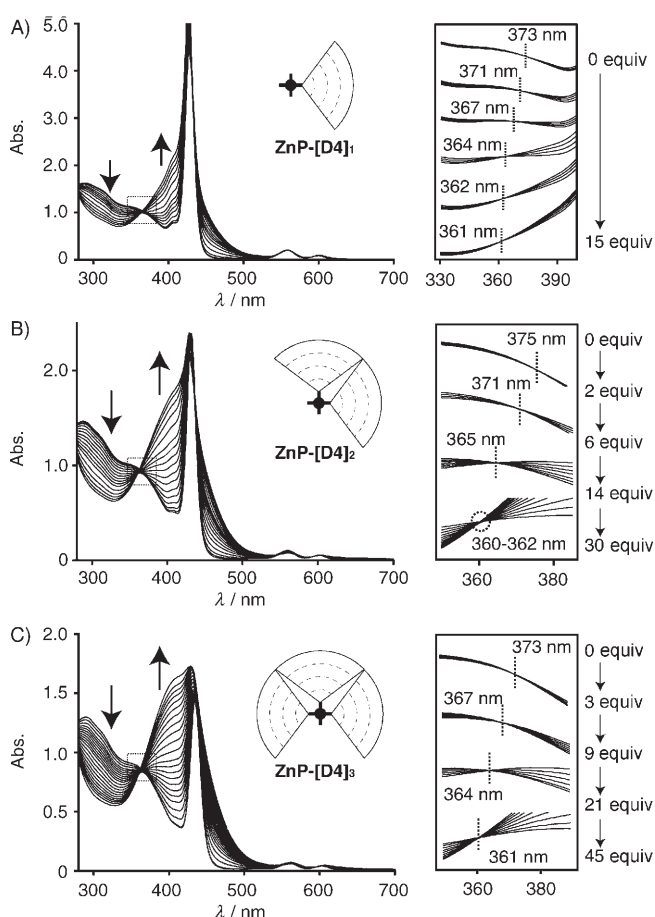 A)
5.0
4.0
3.0
2.0
1.0
0
Abs.
300 400 500 600 700
λ / nm
ZnP-[D4]1
373 nm
371 nm
367 nm
364 nm
362 nm
361 nm
330 360 390
0 equiv
15 equiv
B)
2.0
1.0
0
Abs.
300 400 500 600 700
λ / nm
ZnP-[D4]2
375 nm
371 nm
365 nm
360-362 nm
360 380
0 equiv
2 equiv
6 equiv
14 equiv
30 equiv
C)
2.0
1.5
1.0
0.5
0
Abs.
300 400 500 600 700
λ / nm
ZnP-[D4]3
373 nm
367 nm
364 nm
361 nm
360 380
0 equiv
3 equiv
9 equiv
21 equiv
45 equiv